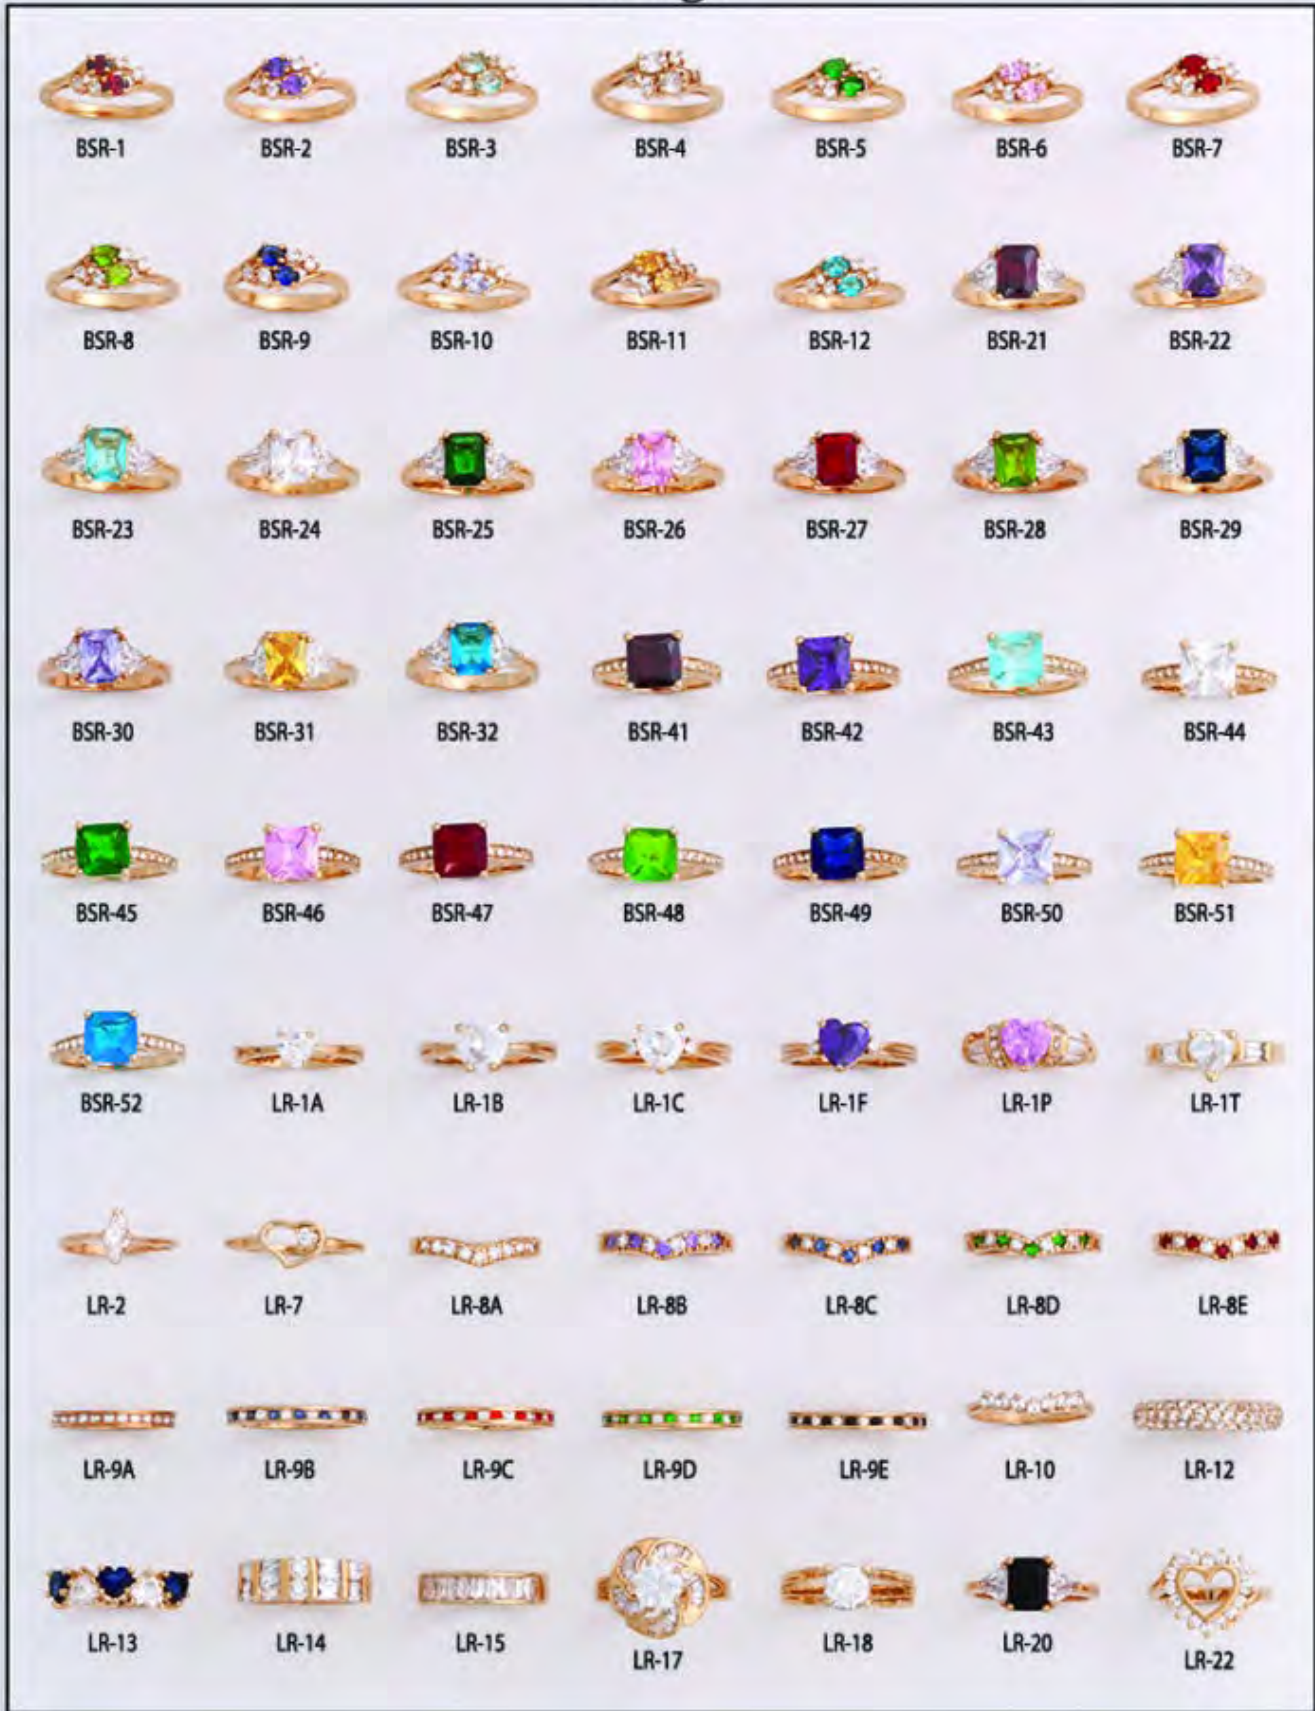 BSR-1 BSR-2 BSR-3 BSR-4 BSR-5 BSR-6 BSR-7
BSR-8 BSR-9 BSR-10 BSR-11 BSR-12 BSR-21 BSR-22
BSR-23 BSR-24 BSR-25 BSR-26 BSR-27 BSR-28 BSR-29
BSR-30 BSR-31 BSR-32 BSR-41 BSR-42 BSR-43 BSR-44
BSR-45 BSR-46 BSR-47 BSR-48 BSR-49 BSR-50 BSR-51
BSR-52 LR-1A LR-1B LR-1C LR-1F LR-1P LR-1T
LR-2 LR-7 LR-8A LR-8B LR-8C LR-8D LR-8E
LR-9A LR-9B LR-9C LR-9D LR-9E LR-10 LR-12
LR-13 LR-14 LR-15 LR-17 LR-18 LR-20 LR-22